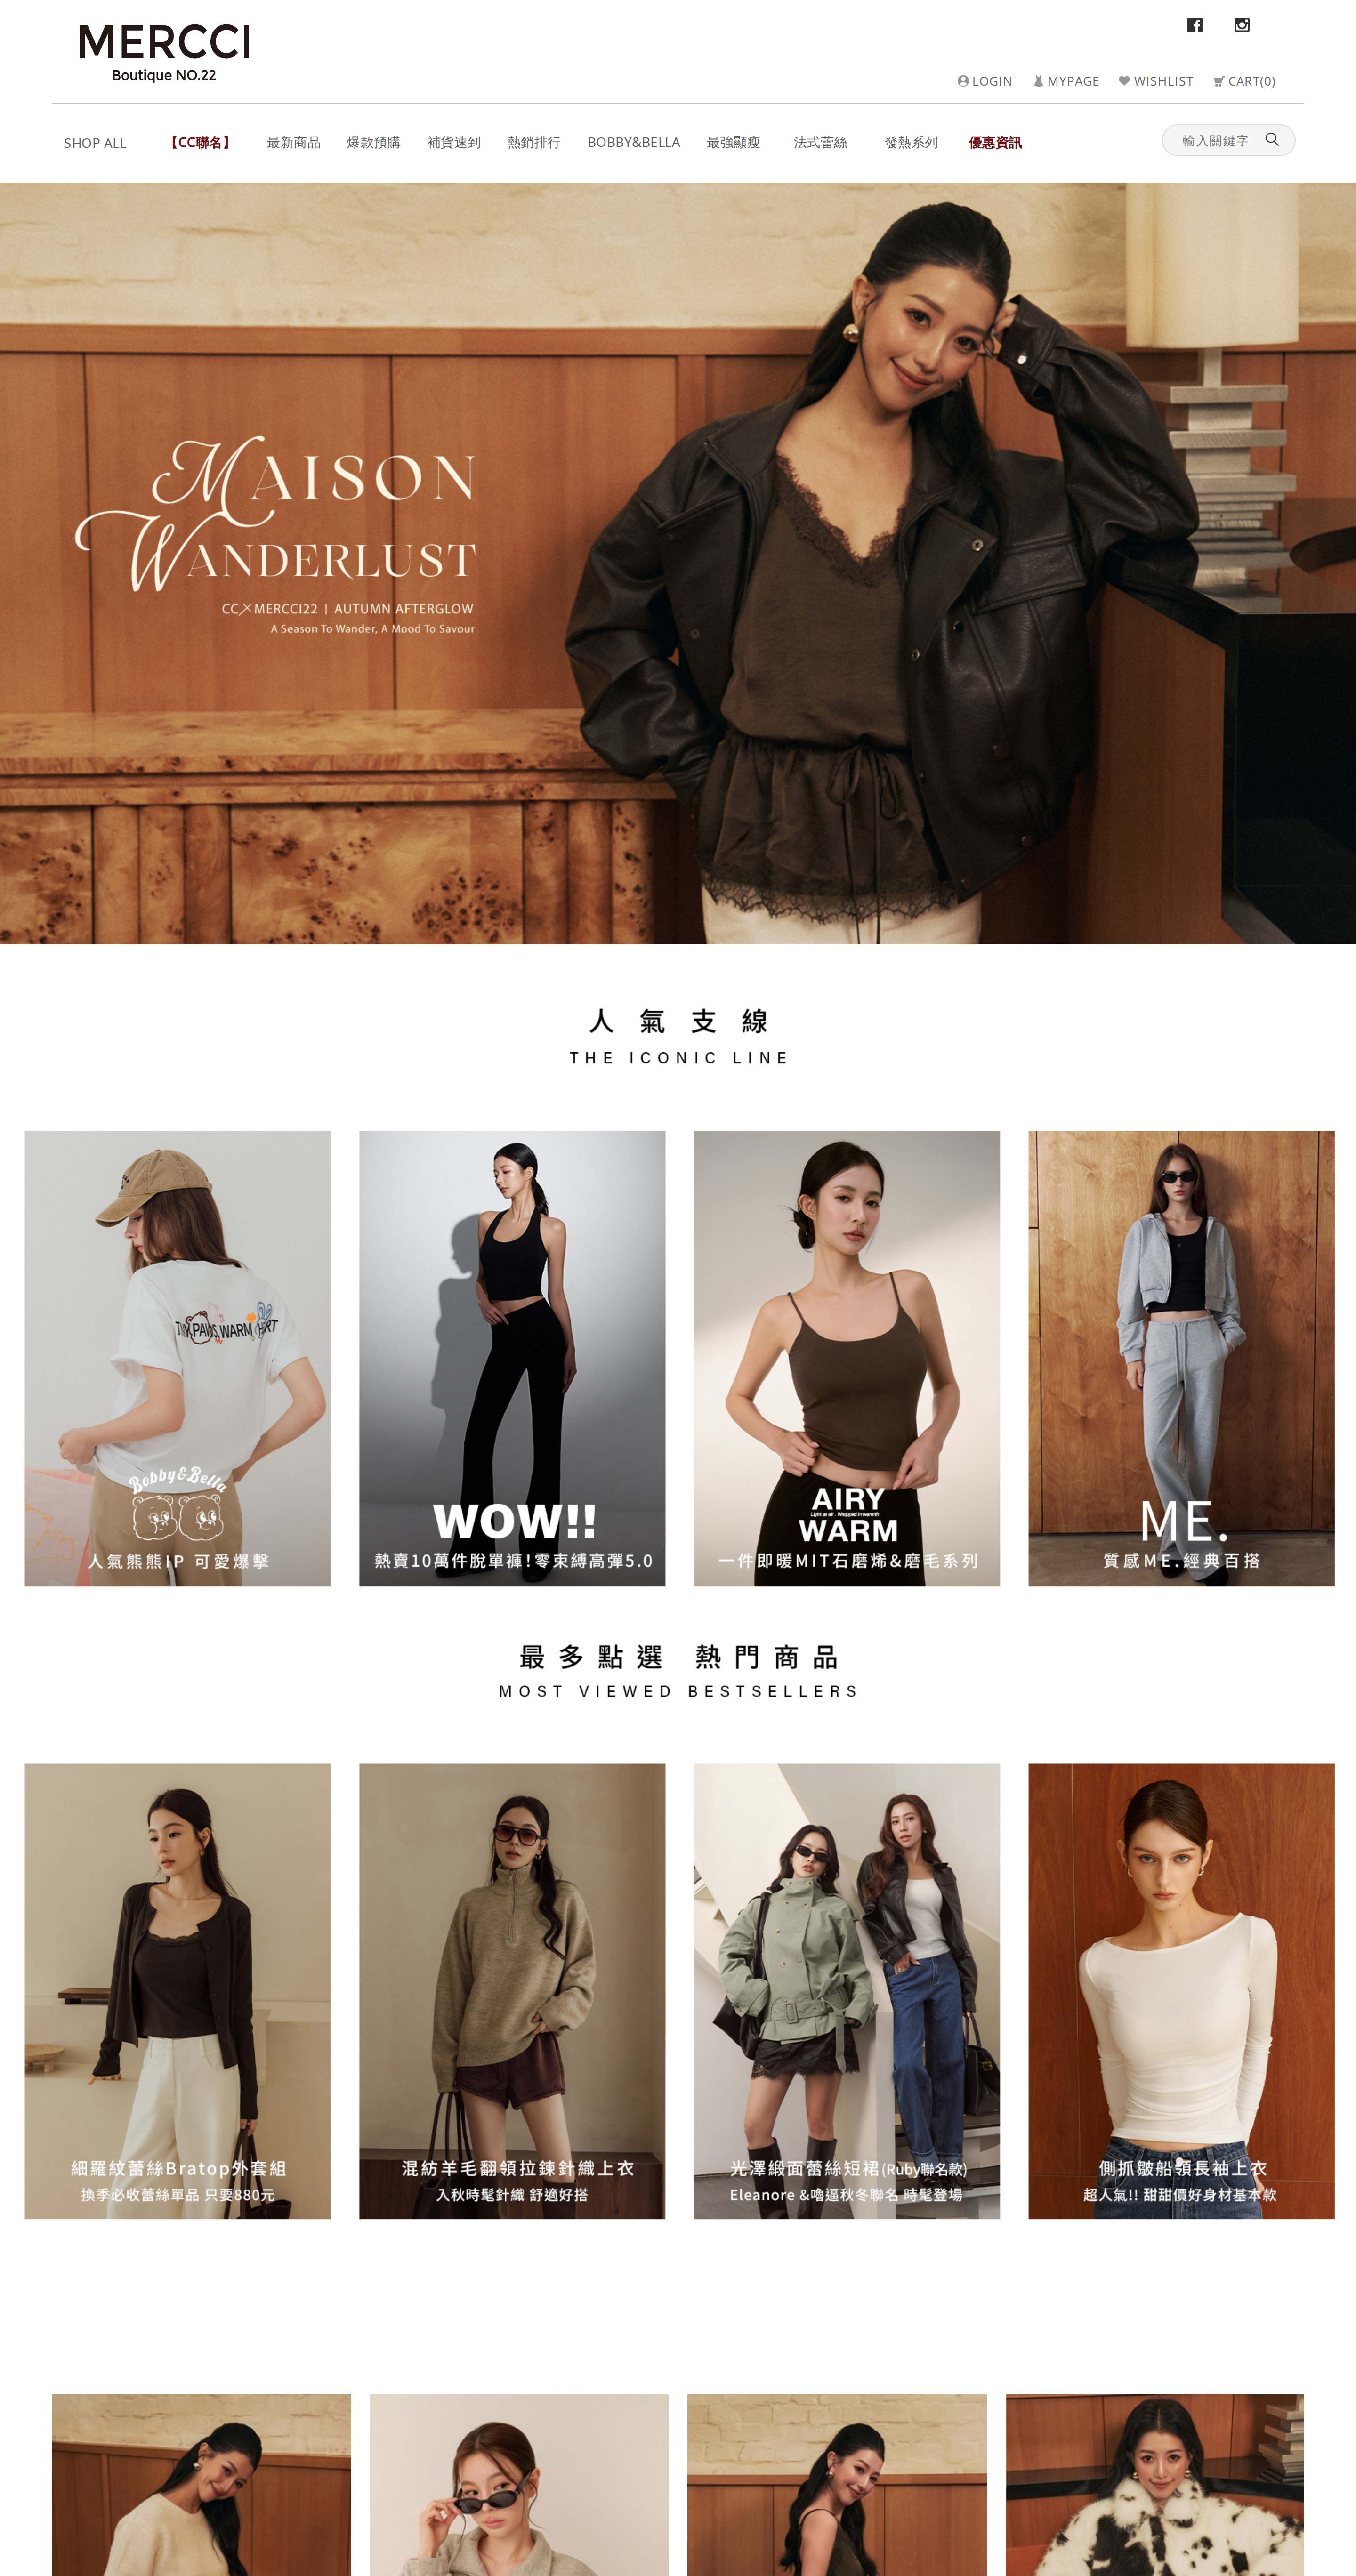 MERCCI
Boutique NO.22
LOGIN
MYPAGE
WISHLIST
CART(0)
SHOP ALL
【CC聯名】
最新商品
爆款預購
補貨速到
熱銷排行
BOBBY&BELLA
最強顯瘦
法式蕾絲
發熱系列
優惠資訊
輸入關鍵字
MAISON
WANDERLUST
CC×MERCCI22 | AUTUMN AFTERGLOW
A Season To Wander, A Mood To Savour
人氣支線
THE ICONIC LINE
Bobby&Bella
人氣熊熊IP 可愛爆擊
WOW!!
熱賣10萬件脫單褲!零束縛高彈5.0
AIRY
Light as air . Wrapped in warmth
WARM
一件即暖MIT石磨烯&磨毛系列
ME.
質感ME.經典百搭
最多點選 熱門商品
MOST VIEWED BESTSELLERS
細羅紋蕾絲Bratop外套組
換季必收蕾絲單品 只要880元
混紡羊毛翻領拉鍊針織上衣
入秋時髦針織 舒適好搭
光澤緞面蕾絲短裙(Ruby聯名款)
Eleanore &嚕逼秋冬聯名 時髦登場
側抓皺船領長袖上衣
超人氣!! 甜甜價好身材基本款